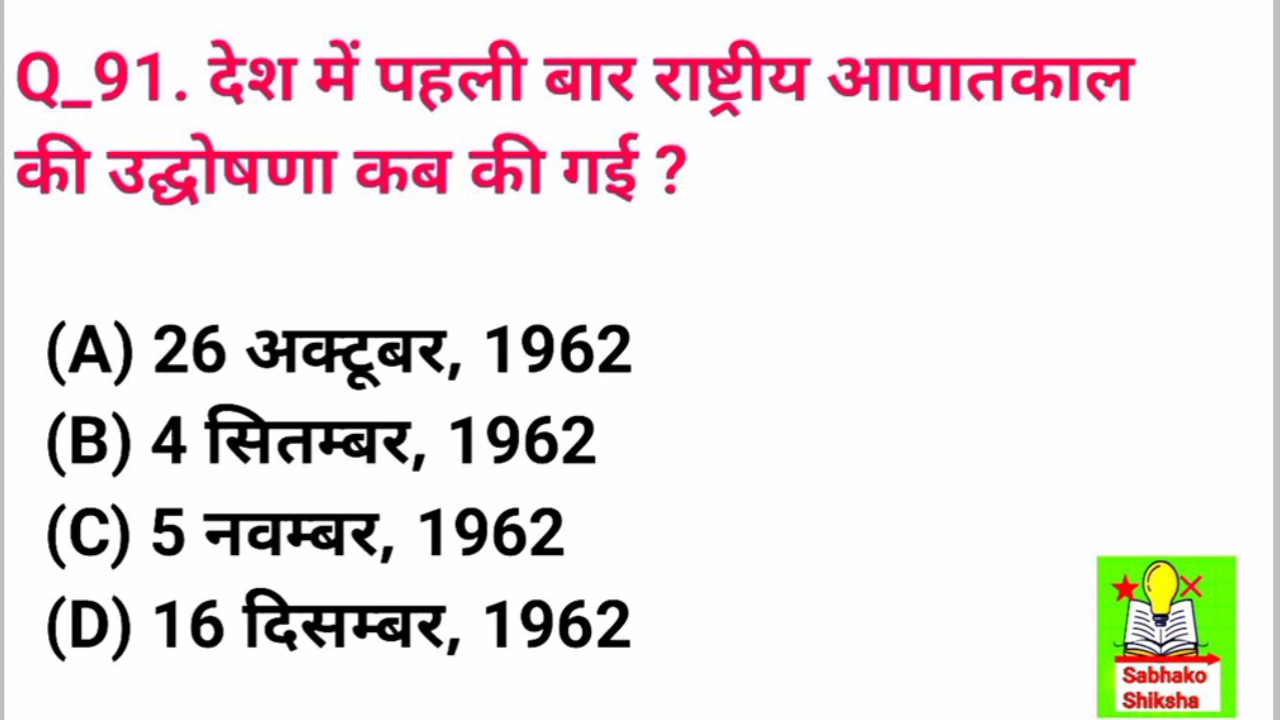 Q_91. देश में पहली बार राष्ट्रीय आपातकाल
की उद्घोषणा कब की गई ?
(A) 26 अक्टूबर, 1962
(B) 4 सितम्बर, 1962
(C) 5 नवम्बर, 1962
(D) 16 दिसम्बर, 1962
Sabhako
Shiksha